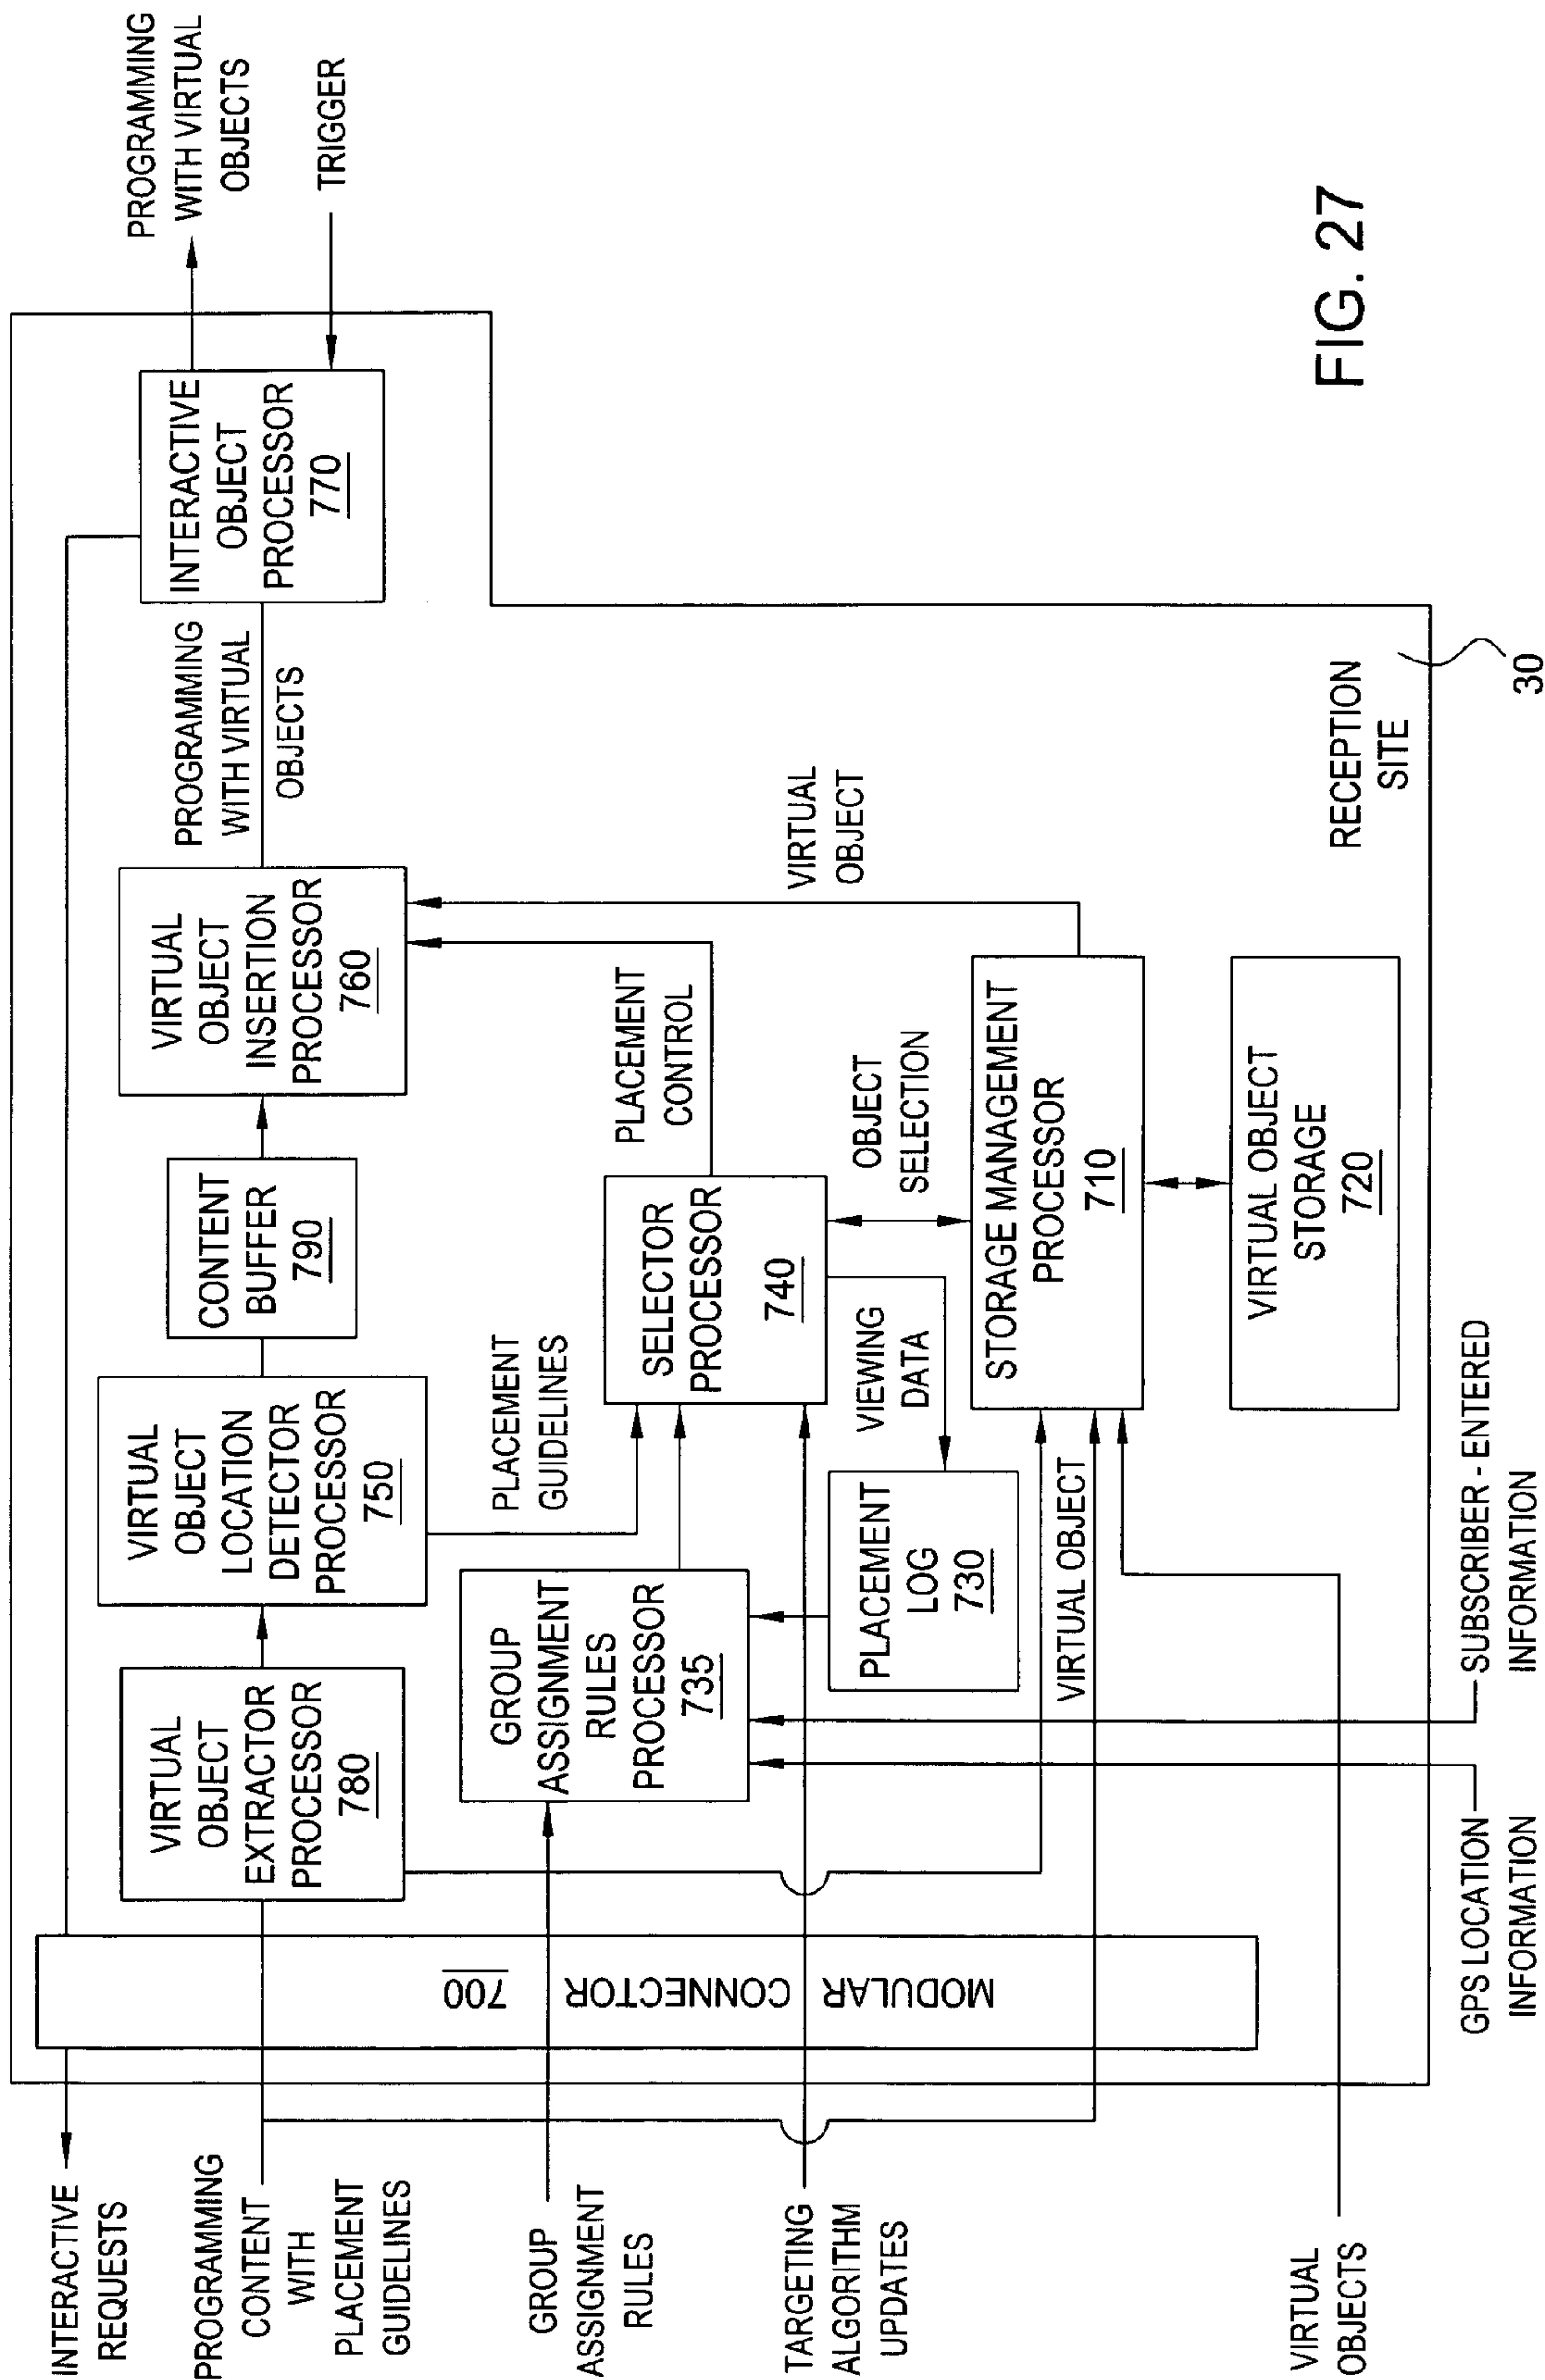 INTERACTIVE
REQUESTS
PROGRAMMING
CONTENT
WITH
PLACEMENT
GUIDELINES
GROUP
ASSIGNMENT
RULES
TARGETING
ALGORITHM
UPDATES
VIRTUAL
OBJECTS
MODULAR CONNECTOR 700
VIRTUAL
OBJECT
EXTRACTOR
PROCESSOR
780
VIRTUAL
OBJECT
LOCATION
DETECTOR
PROCESSOR
750
CONTENT
BUFFER
790
VIRTUAL
OBJECT
INSERTION
PROCESSOR
760
PROGRAMMING
WITH VIRTUAL
OBJECTS
INTERACTIVE
OBJECT
PROCESSOR
770
PROGRAMMING
WITH VIRTUAL
OBJECTS
TRIGGER
GROUP
ASSIGNMENT
RULES
PROCESSOR
735
PLACEMENT
GUIDELINES
SELECTOR
PROCESSOR
740
PLACEMENT
CONTROL
VIRTUAL
OBJECT
PLACEMENT
LOG
730
VIEWING
DATA
OBJECT
SELECTION
VIRTUAL OBJECT
STORAGE MANAGEMENT
PROCESSOR
710
VIRTUAL OBJECT
STORAGE
720
RECEPTION
SITE
30
GPS LOCATION
INFORMATION
SUBSCRIBER - ENTERED
INFORMATION
FIG. 27